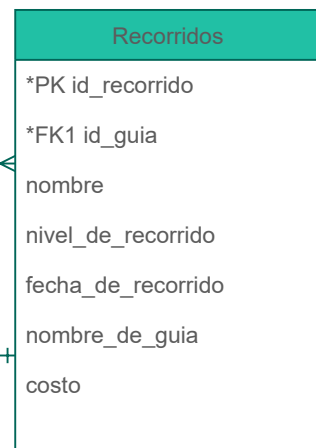 Recorridos
*PK id_recorrido
*FK1 id_guia
nombre
nivel_de_recorrido
fecha_de_recorrido
nombre_de_guia
costo